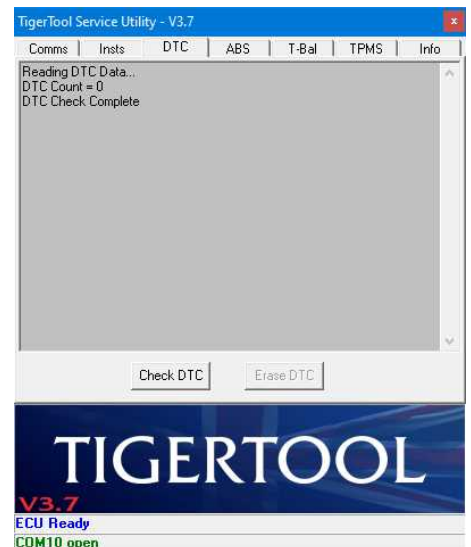 TigerTool Service Utility - V3.7
x
Comms Insts DTC ABS T-Bal TPMS Info
Reading DTC Data...
DTC Count = 0
DTC Check Complete
Check DTC Erase DTC
TIGERTOOL
V3.7
ECU Ready
COM10 open